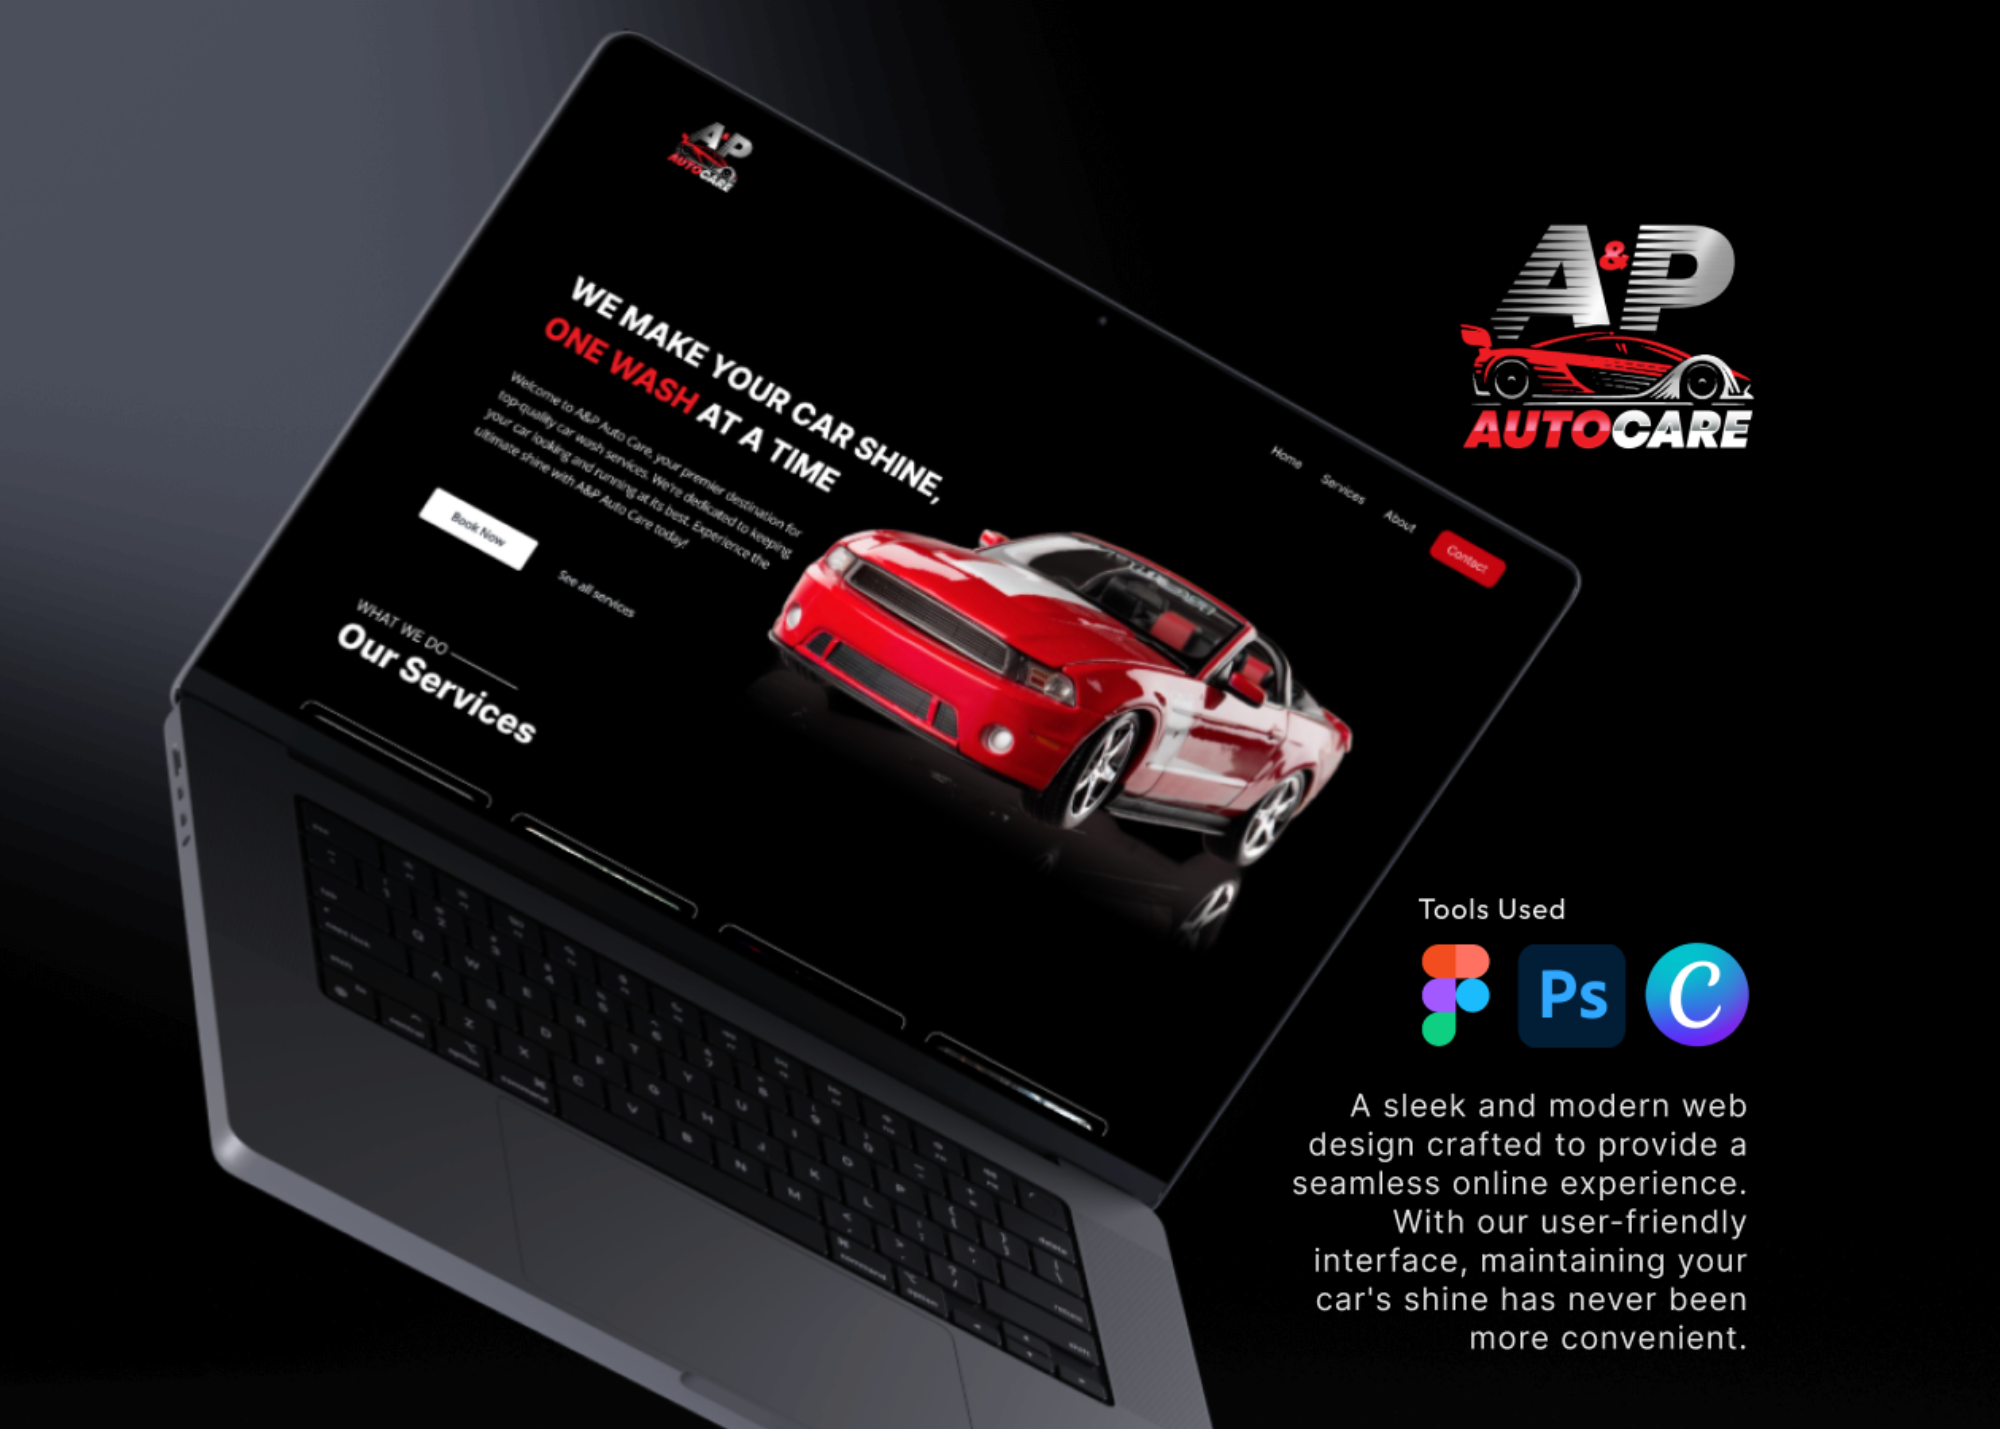 A&P
AUTOCARE
Home
Services
About
Contact
WE MAKE YOUR CAR SHINE,
ONE WASH AT A TIME
Welcome to A&P Auto Care, your premier destination for
top-quality car wash services. We're dedicated to keeping
your car looking and running at its best. Experience the
ultimate shine with A&P Auto Care today!
Book Now
See all services
WHAT WE DO
Our Services
A&P
AUTOCARE
Tools Used
Ps
C
A sleek and modern web
design crafted to provide a
seamless online experience.
With our user-friendly
interface, maintaining your
car's shine has never been
more convenient.